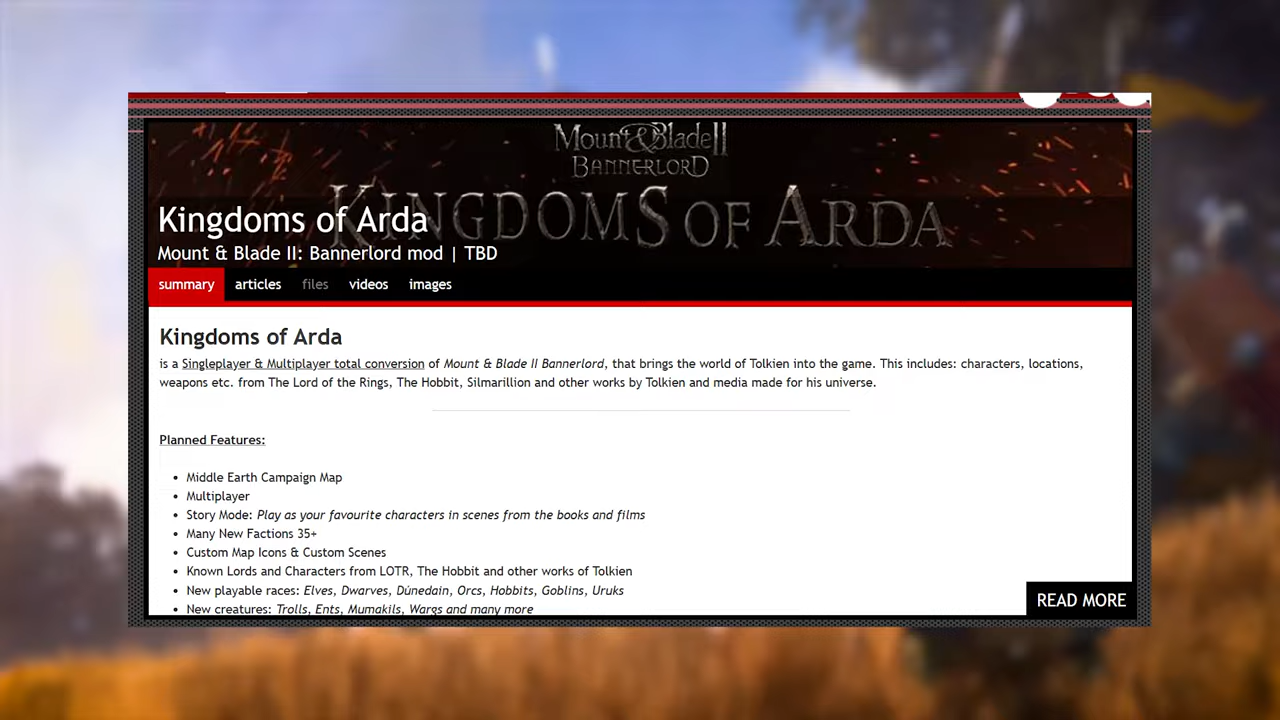 Mount & Blade II
BANNERLORD
KINGDOMS OF ARDA
Kingdoms of Arda
Mount & Blade II: Bannerlord mod | TBD
summary articles files videos images
Kingdoms of Arda
is a Singleplayer & Multiplayer total conversion of Mount & Blade II Bannerlord, that brings the world of Tolkien into the game. This includes: characters, locations,
weapons etc. from The Lord of the Rings, The Hobbit, Silmarillion and other works by Tolkien and media made for his universe.
Planned Features:
• Middle Earth Campaign Map
• Multiplayer
• Story Mode: Play as your favourite characters in scenes from the books and films
• Many New Factions 35+
• Custom Map Icons & Custom Scenes
• Known Lords and Characters from LOTR, The Hobbit and other works of Tolkien
• New playable races: Elves, Dwarves, Dúnedain, Orcs, Hobbits, Goblins, Uruks
• New creatures: Trolls, Ents, Mumakils, Wargs and many more
READ MORE